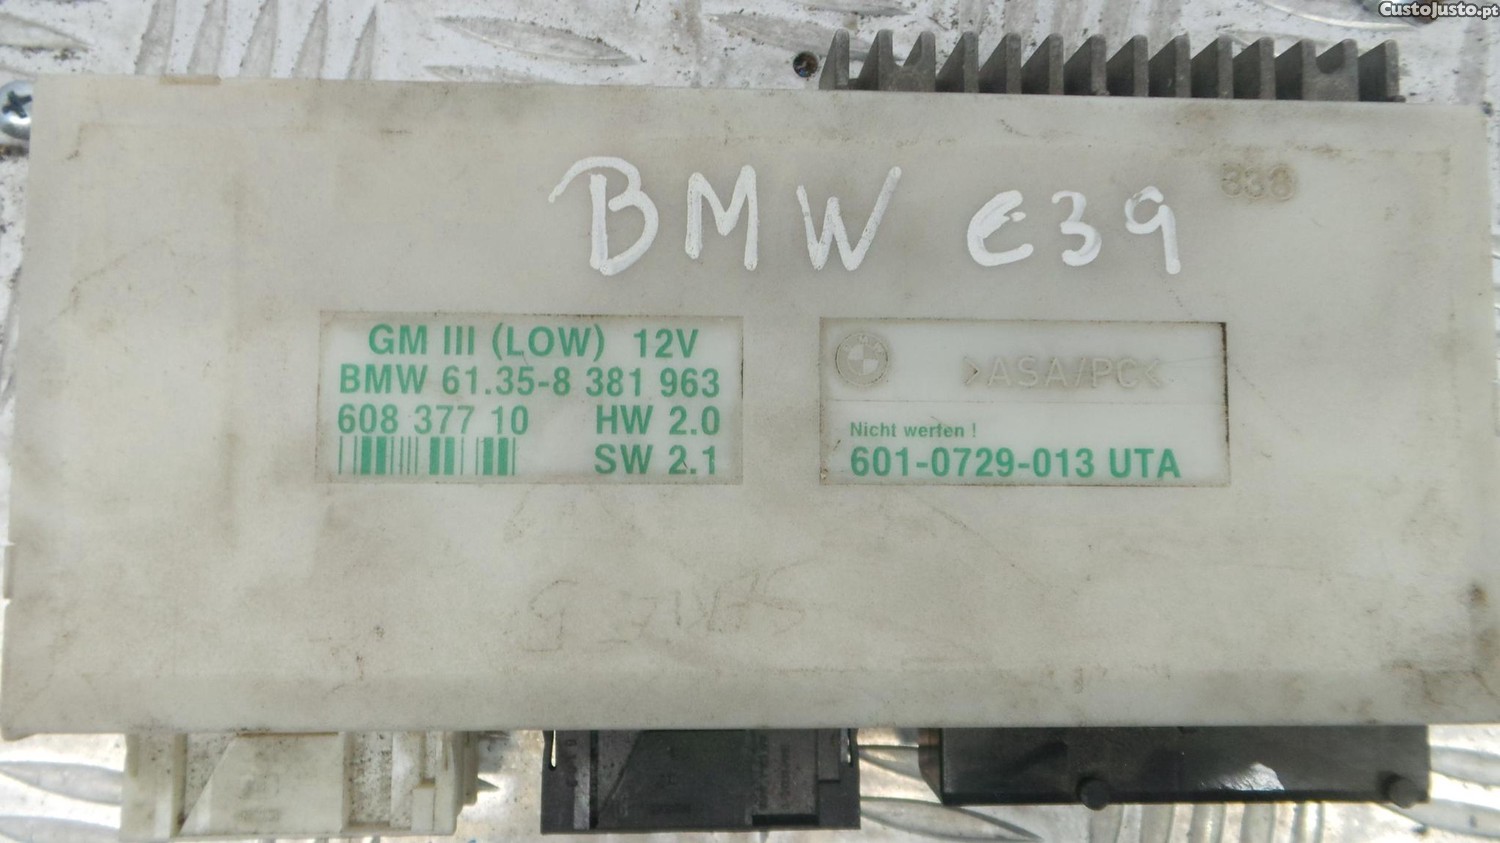 CustoJusto.pt
338
BMW e39
GM III (LOW) 12V
BMW 61.35-8 381 963
608 377 10 HW 2.0
SW 2.1
>ASA/PC<
Nicht werfen !
601-0729-013 UTA